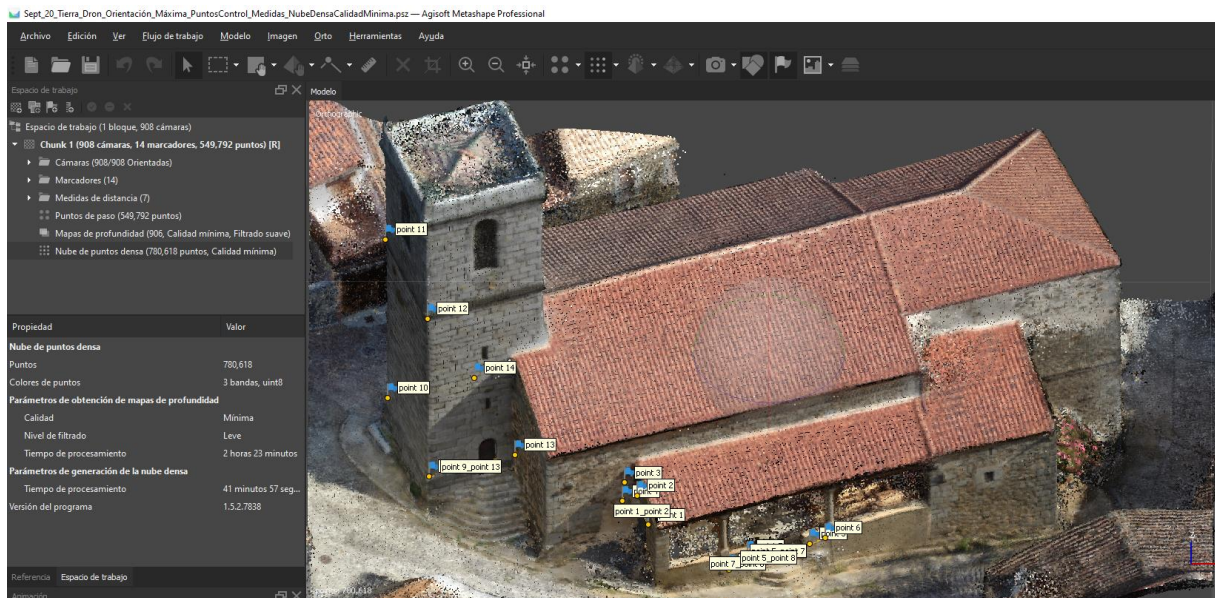 Sept_20_Tierra_Dron_Orientación_Máxima_PuntosControl_Medidas_NubeDensaCalidadMinima.psz — Agisoft Metashape Professional
Archivo Edición Ver Flujo de trabajo Modelo Imagen Orto Herramientas Ayuda
Espacio de trabajo
Modelo
Espacio de trabajo (1 bloque, 908 cámaras)
Chunk 1 (908 cámaras, 14 marcadores, 549,792 puntos) [R]
Cámaras (908/908 Orientadas)
Marcadores (14)
Medidas de distancia (7)
Puntos de paso (549,792 puntos)
Mapas de profundidad (906, Calidad mínima, Filtrado suave)
Nube de puntos densa (780,618 puntos, Calidad mínima)
Propiedad Valor
Nube de puntos densa
Puntos 780,618
Colores de puntos 3 bandas, uint8
Parámetros de obtención de mapas de profundidad
Calidad Mínima
Nivel de filtrado Leve
Tiempo de procesamiento 2 horas 23 minutos
Parámetros de generación de la nube densa
Tiempo de procesamiento 41 minutos 57 seg...
Versión del programa 1.5.2.7838
Referencia Espacio de trabajo
Animación
point 11
point 12
point 14
point 10
point 13
point 9_point 13
point 3
point 2
point 1_point 2
point 6
point 5_point 8
Z